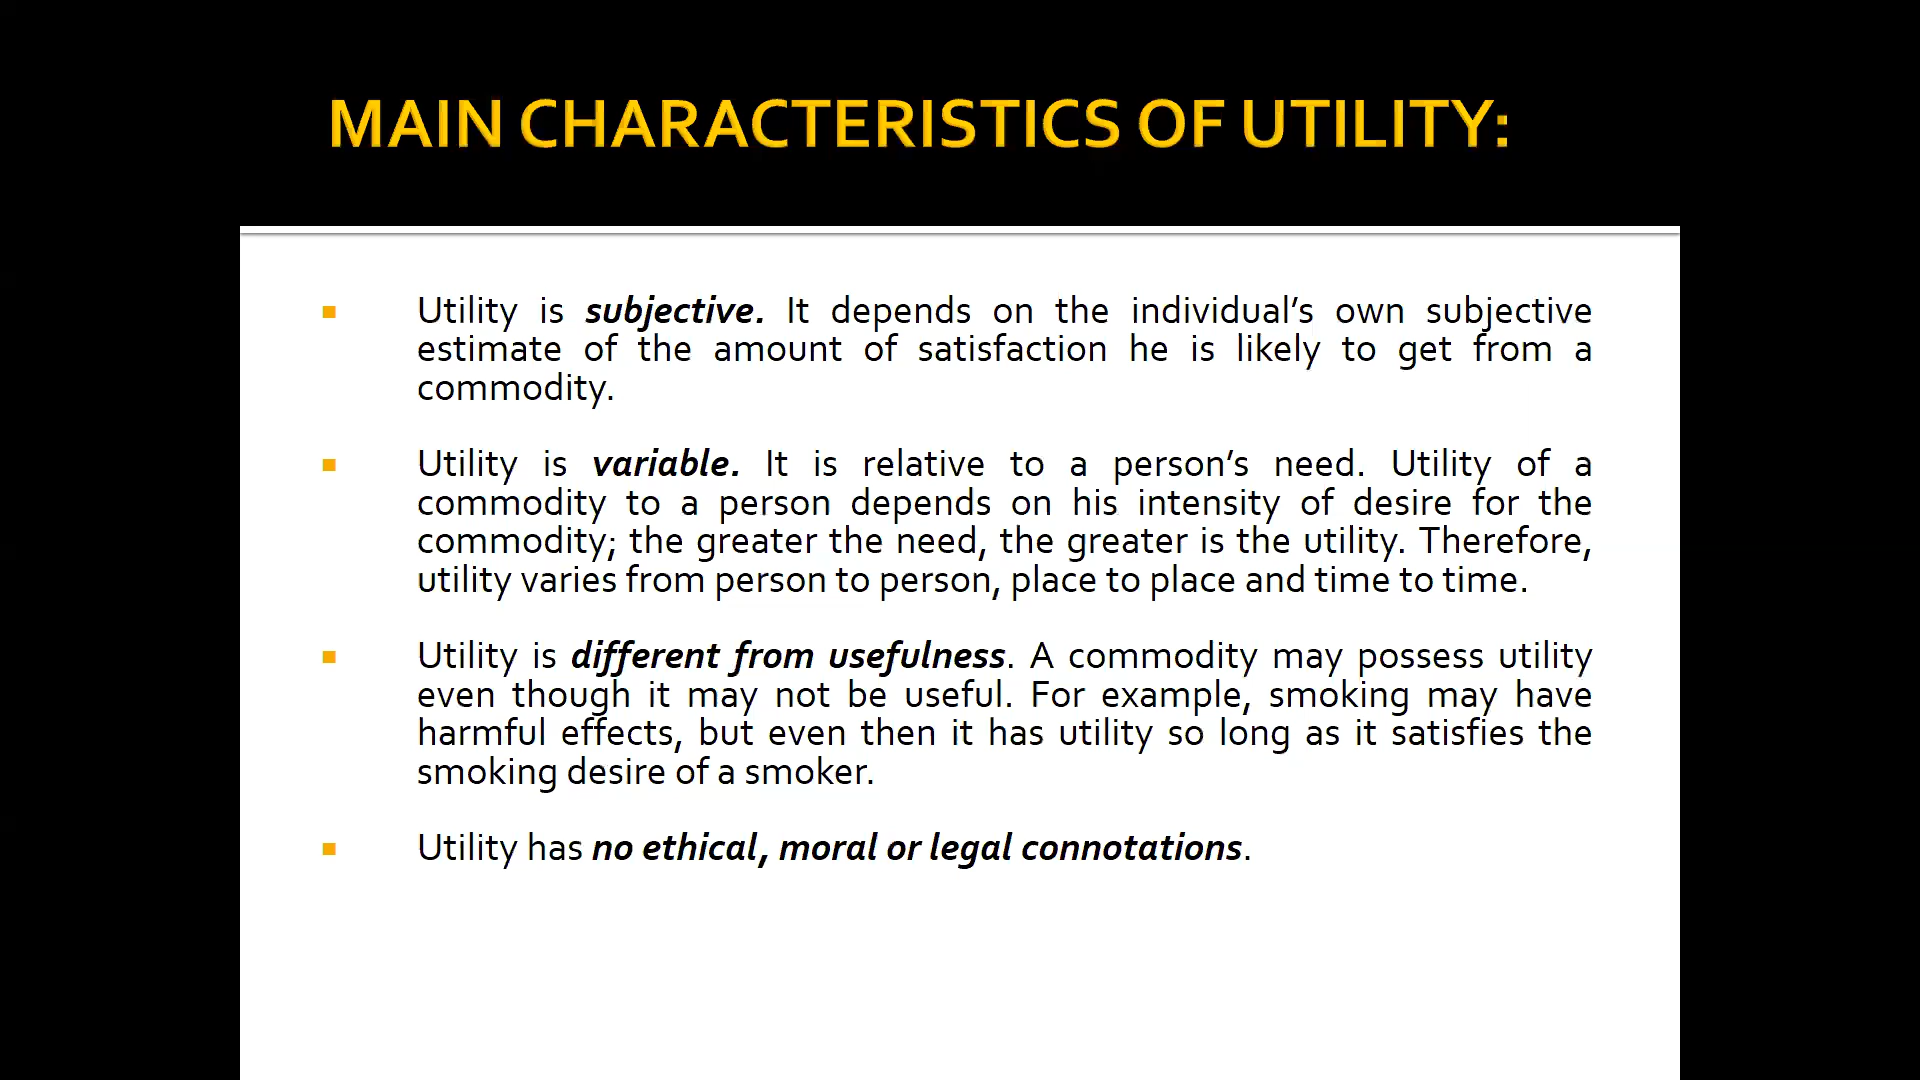 MAIN CHARACTERISTICS OF UTILITY:
Utility is subjective. It depends on the individual’s own subjective
estimate of the amount of satisfaction he is likely to get from a
commodity.
Utility is variable. It is relative to a person’s need. Utility of a
commodity to a person depends on his intensity of desire for the
commodity; the greater the need, the greater is the utility. Therefore,
utility varies from person to person, place to place and time to time.
Utility is different from usefulness. A commodity may possess utility
even though it may not be useful. For example, smoking may have
harmful effects, but even then it has utility so long as it satisfies the
smoking desire of a smoker.
Utility has no ethical, moral or legal connotations.